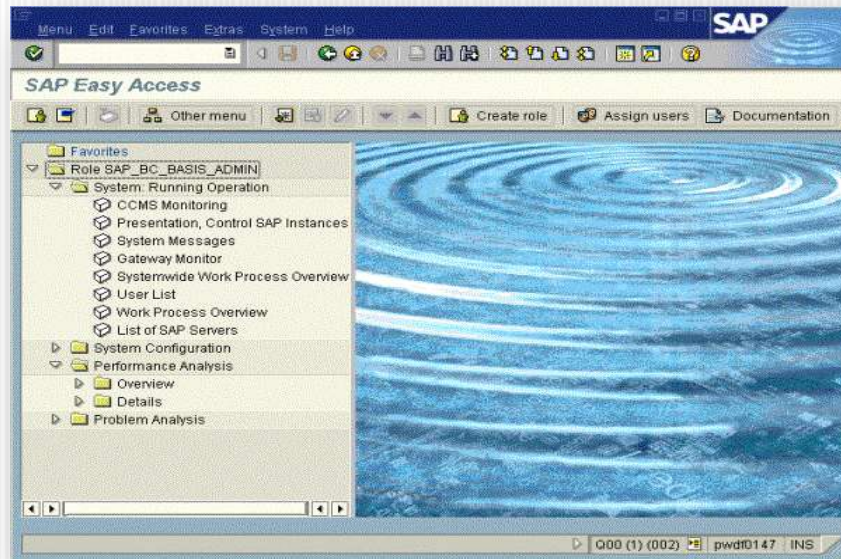 Menu Edit Favorites Extras System Help
SAP
SAP Easy Access
Other menu Create role Assign users Documentation
Favorites
Role SAP_BC_BASIS_ADMIN
System: Running Operation
CCMS Monitoring
Presentation, Control SAP Instances
System Messages
Gateway Monitor
Systemwide Work Process Overview
User List
Work Process Overview
List of SAP Servers
System Configuration
Performance Analysis
Overview
Details
Problem Analysis
Q00 (1) (002) pwdf0147 INS